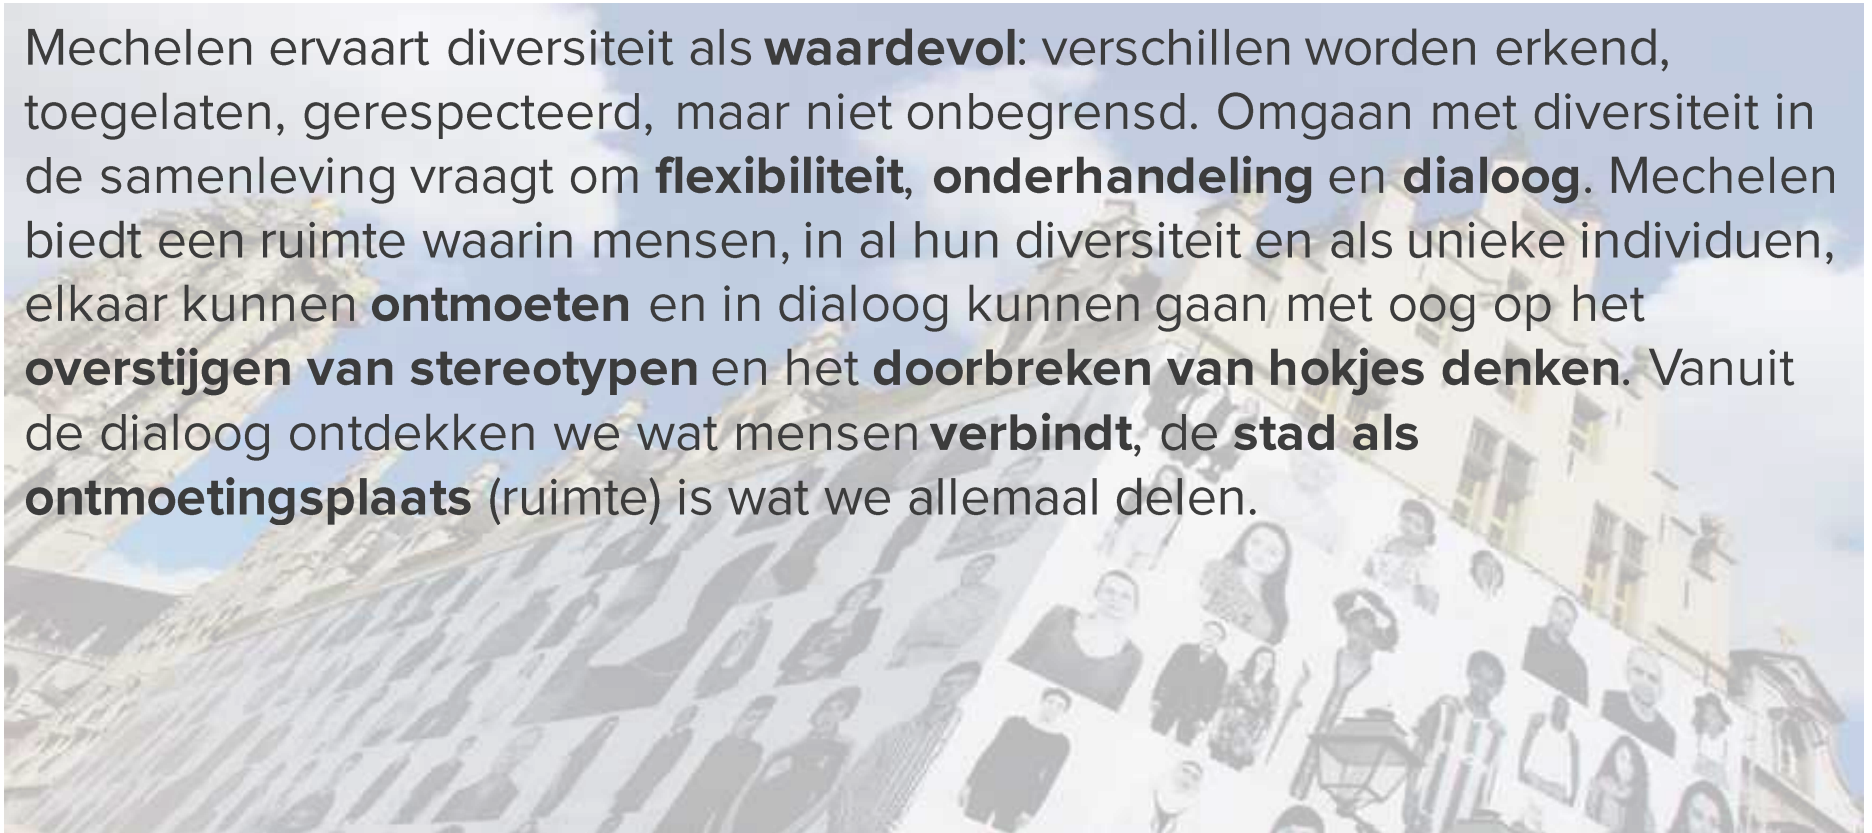 Mechelen ervaart diversiteit als waardevol: verschillen worden erkend,
toegelaten, gerespecteerd, maar niet onbegrensd. Omgaan met diversiteit in
de samenleving vraagt om flexibiliteit, onderhandeling en dialoog. Mechelen
biedt een ruimte waarin mensen, in al hun diversiteit en als unieke individuen,
elkaar kunnen ontmoeten en in dialoog kunnen gaan met oog op het
overstijgen van stereotypen en het doorbreken van hokjes denken. Vanuit
de dialoog ontdekken we wat mensen verbindt, de stad als
ontmoetingsplaats (ruimte) is wat we allemaal delen.